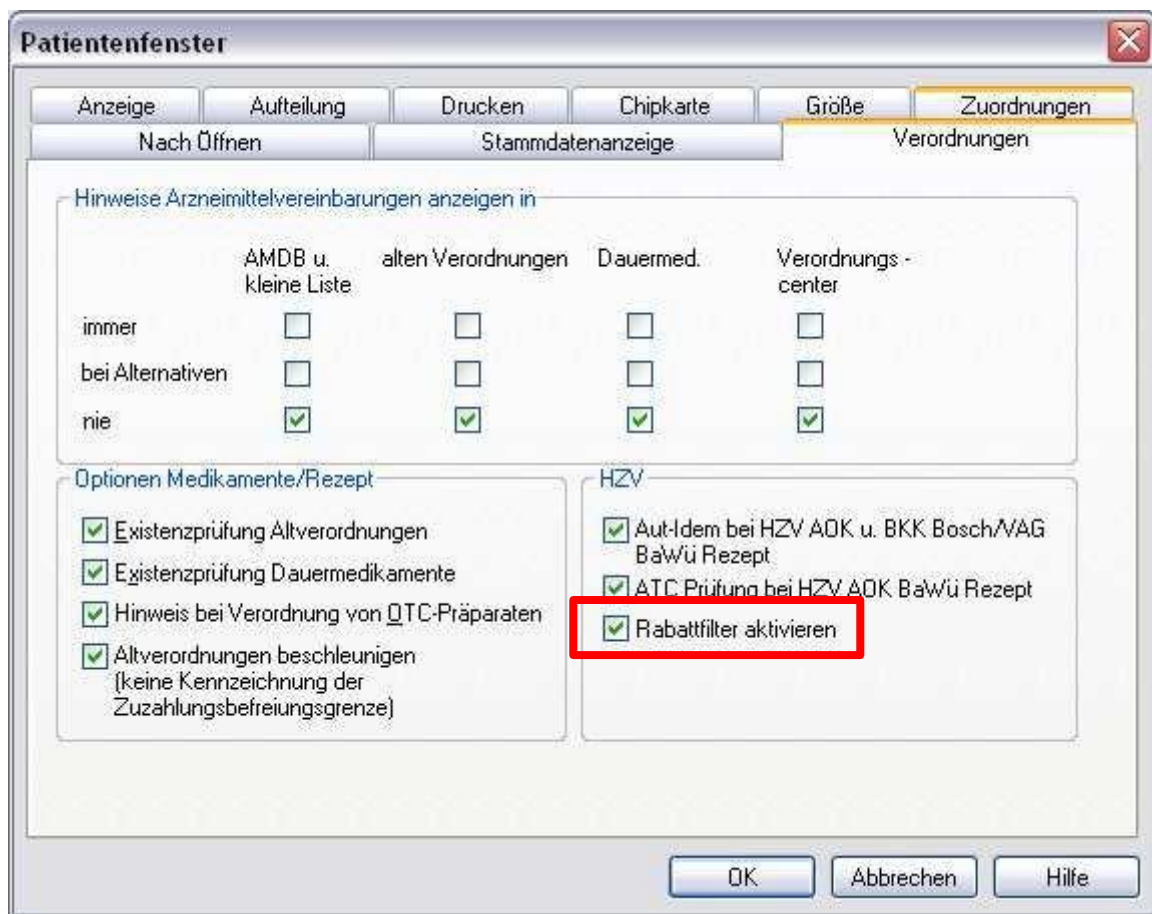 Patientenfenster
Anzeige Aufteilung Drucken Chipkarte Größe Zuordnungen
Nach Öffnen Stammdatenanzeige Verordnungen
Hinweise Arzneimittelvereinbarungen anzeigen in
AMDB u. alten Verordnungen Dauermed. Verordnungs -
kleine Liste center
immer
bei Alternativen
nie
Optionen Medikamente/Rezept
Existenzprüfung Altverordnungen
Existenzprüfung Dauermedikamente
Hinweis bei Verordnung von OTC-Präparaten
Altverordnungen beschleunigen
(keine Kennzeichnung der
Zuzahlungsbefreiungsgrenze)
HZV
Aut-Idem bei HZV AOK u. BKK Bosch/VAG
BaWü Rezept
ATC Prüfung bei HZV AOK BaWü Rezept
Rabattfilter aktivieren
OK Abbrechen Hilfe